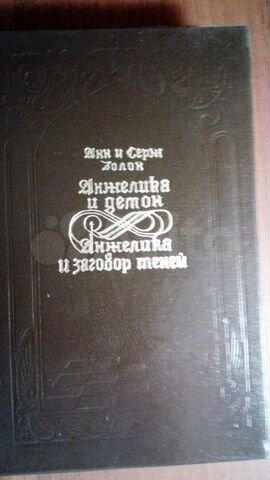 Анн и Серж
Голон
Анжелика
и демон
Анжелика
и заговор теней